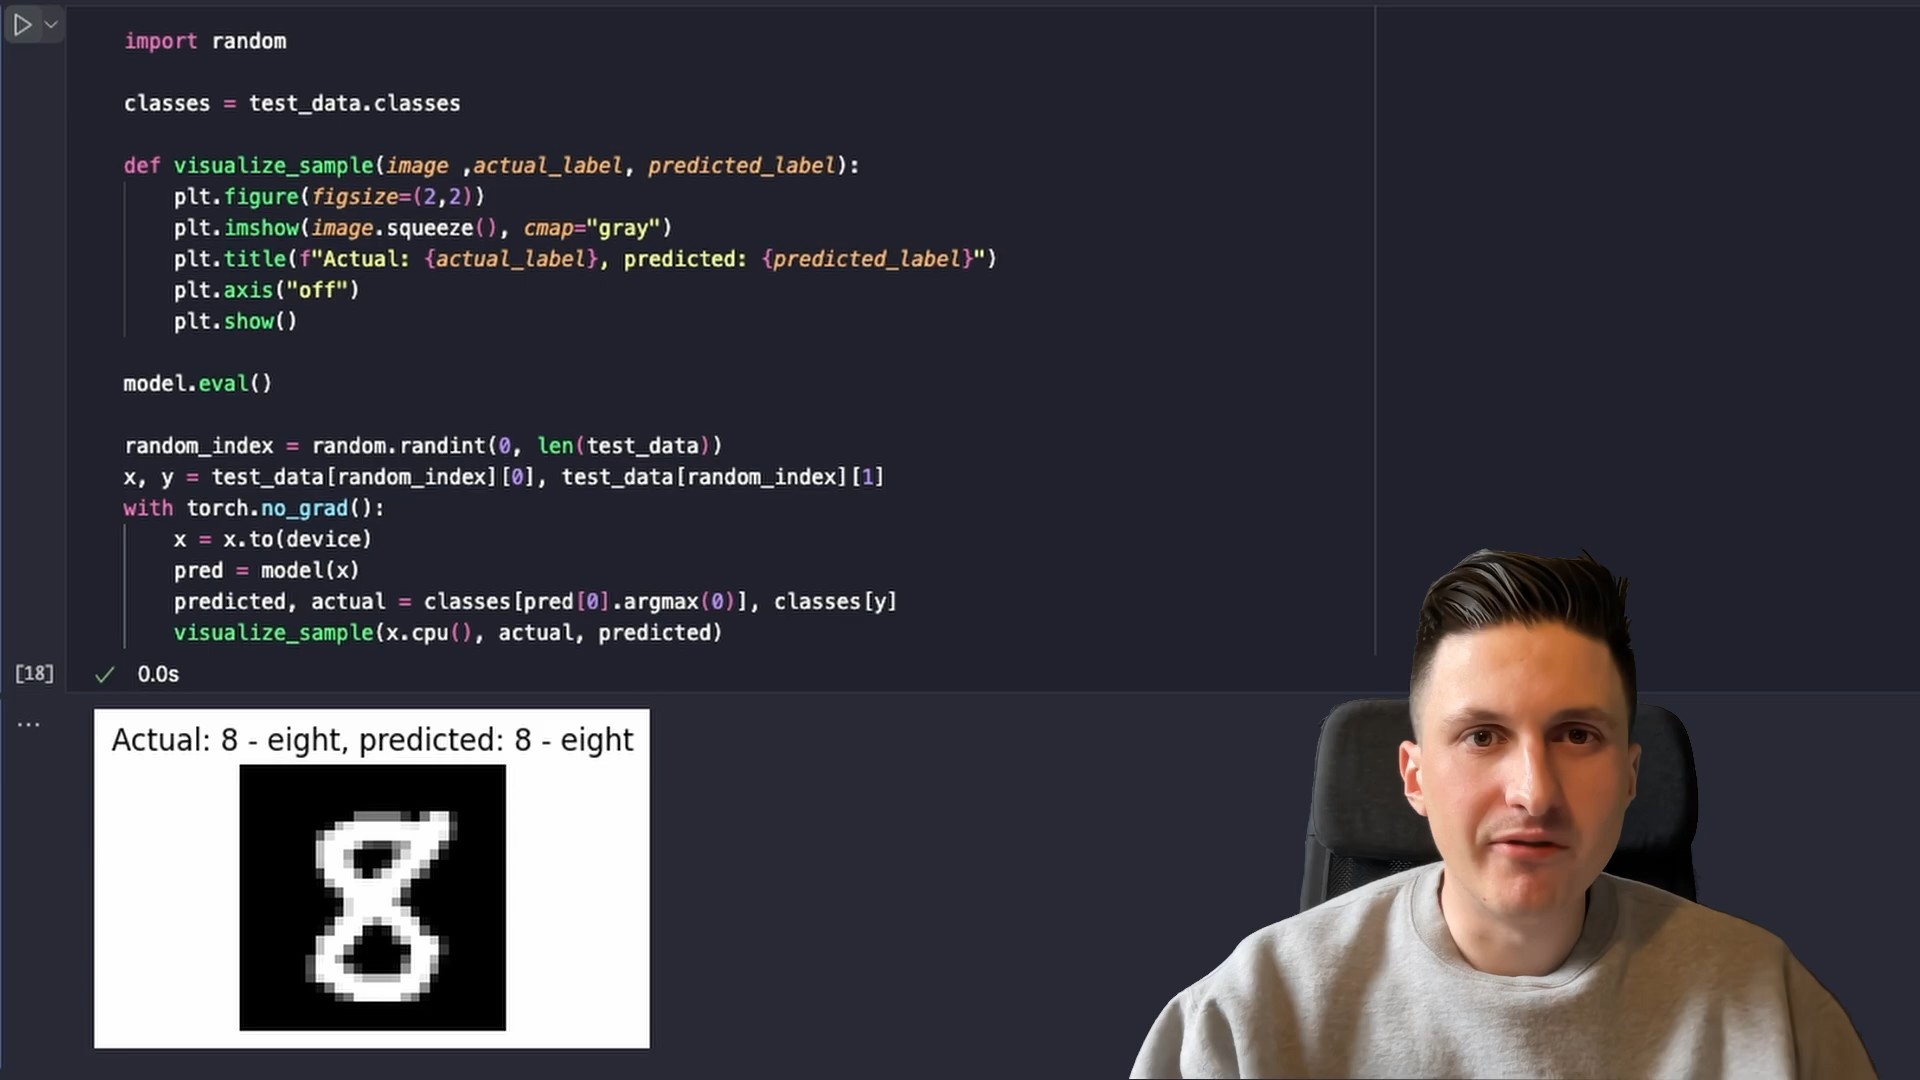 import random
classes = test_data.classes
def visualize_sample(image ,actual_label, predicted_label):
plt.figure(figsize=(2,2))
plt.imshow(image.squeeze(), cmap="gray")
plt.title(f"Actual: {actual_label}, predicted: {predicted_label}")
plt.axis("off")
plt.show()
model.eval()
random_index = random.randint(0, len(test_data))
x, y = test_data[random_index][0], test_data[random_index][1]
with torch.no_grad():
x = x.to(device)
pred = model(x)
predicted, actual = classes[pred[0].argmax(0)], classes[y]
visualize_sample(x.cpu(), actual, predicted)
[18] ✓ 0.0s
...
Actual: 8 - eight, predicted: 8 - eight
8